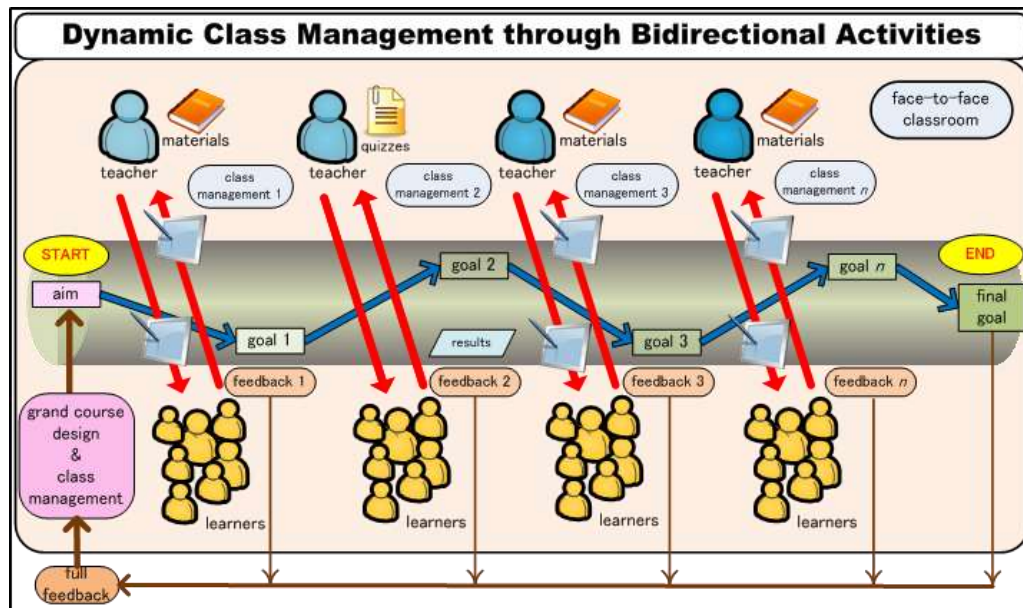 Dynamic Class Management through Bidirectional Activities
face-to-face
classroom
materials
teacher
class
management 1
quizzes
teacher
class
management 2
materials
teacher
class
management 3
materials
teacher
class
management n
START
aim
goal 1
goal 2
results
goal 3
goal n
END
final
goal
feedback 1
feedback 2
feedback 3
feedback n
grand course
design
&
class
management
learners
learners
learners
learners
full
feedback